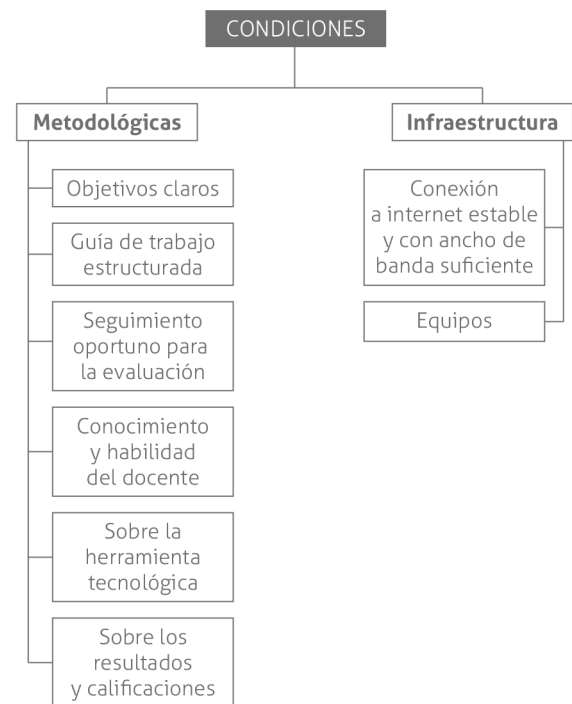 CONDICIONES
Metodológicas
Objetivos claros
Guía de trabajo
estructurada
Seguimiento
oportuno para
la evaluación
Conocimiento
y habilidad
del docente
Sobre la
herramienta
tecnológica
Sobre los
resultados
y calificaciones
Infraestructura
Conexión
a internet estable
y con ancho de
banda suficiente
Equipos